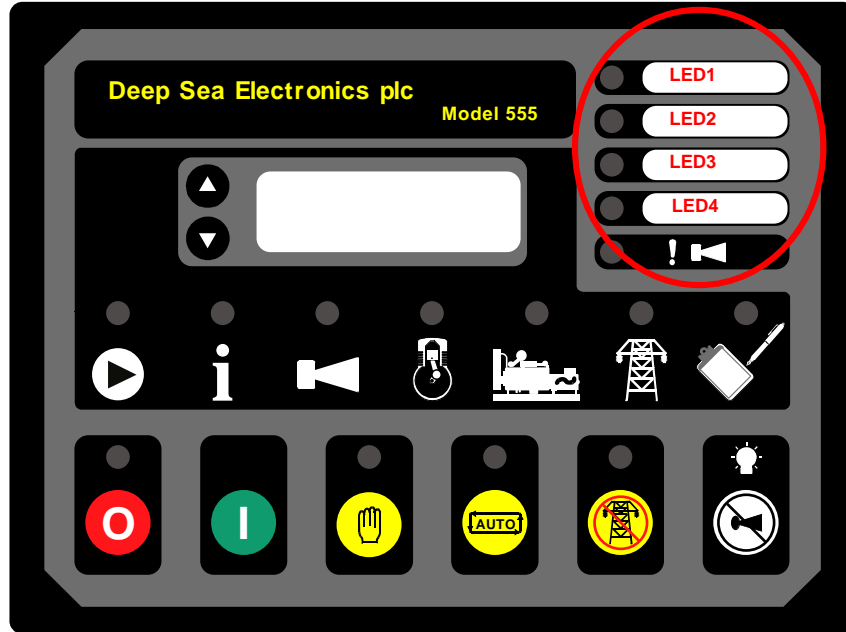 Deep Sea Electronics plc
Model 555
LED1
LED2
LED3
LED4
!
i
O
I
AUTO